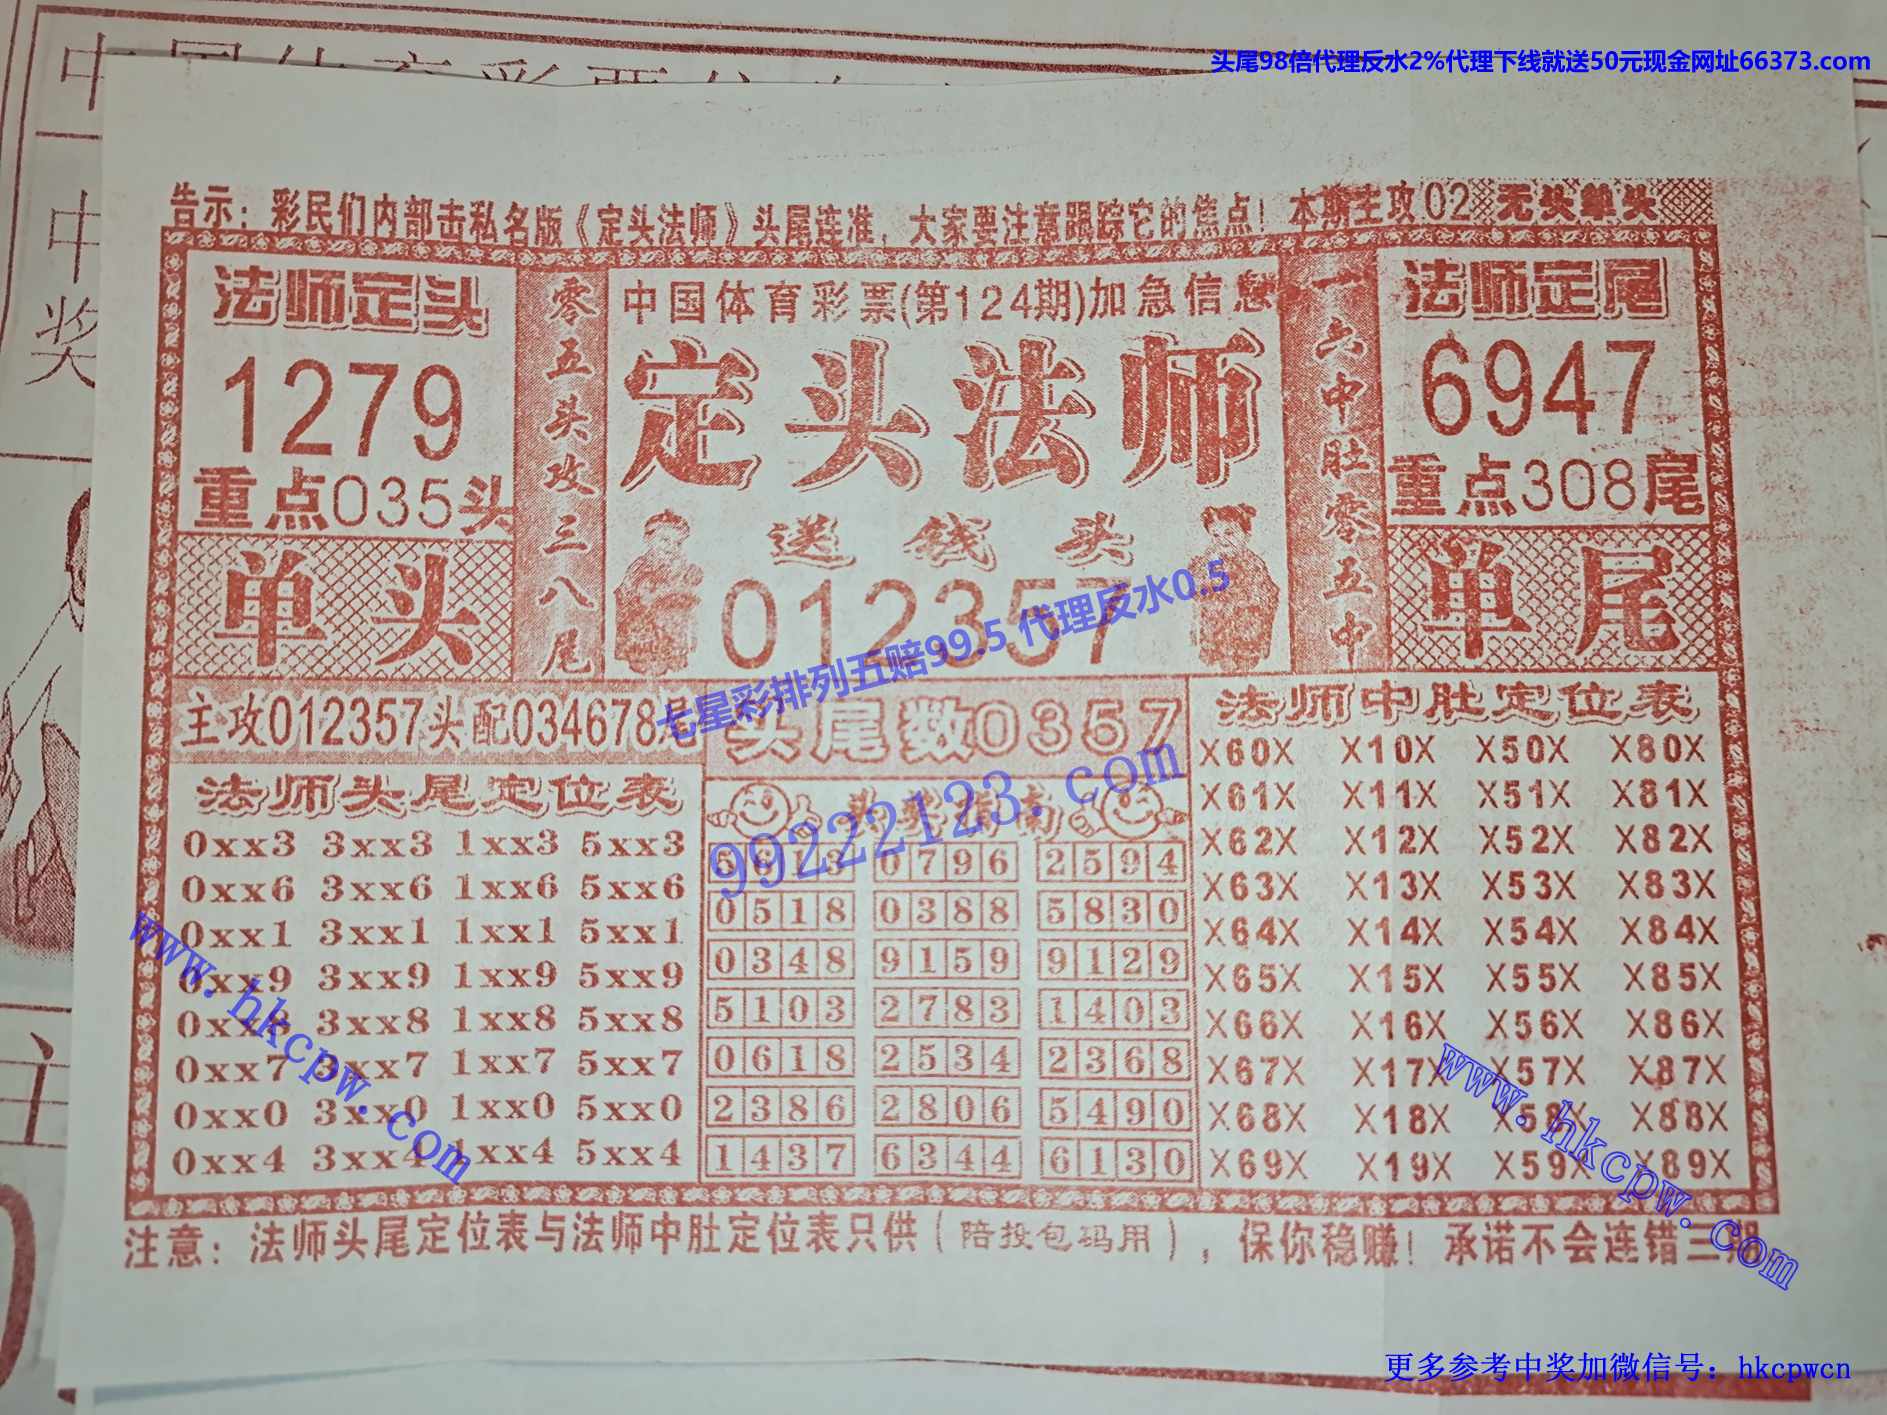 头尾98倍代理反水2%代理下线就送50元现金网址66373.com
告示：彩民们内部击私名版《定头法师》头尾连准，大家要注意跟踪它的焦点！本期主攻02 无头单头
法师定头
1279
重点035头
单头
零五头攻三八尾
中国体育彩票(第124期)加急信息
定头法师
送钱头
012357
一六中肚零五中
法师定尾
6947
重点308尾
单尾
七星彩排列五赔99.5 代理反水0.5
主攻012357头配034678尾
法师头尾定位表
0xx3 3xx3 1xx3 5xx3
0xx6 3xx6 1xx6 5xx6
0xx1 3xx1 1xx1 5xx1
0xx9 3xx9 1xx9 5xx9
0xx8 3xx8 1xx8 5xx8
0xx7 3xx7 1xx7 5xx7
0xx0 3xx0 1xx0 5xx0
0xx4 3xx4 1xx4 5xx4
头尾数0357
99222123.com
头奖指南
5613 0796 2594
0518 0388 5830
0348 9159 9129
5103 2783 1403
0618 2534 2368
2386 2806 5490
1437 6344 6130
法师中肚定位表
X60X X10X X50X X80X
X61X X11X X51X X81X
X62X X12X X52X X82X
X63X X13X X53X X83X
X64X X14X X54X X84X
X65X X15X X55X X85X
X66X X16X X56X X86X
X67X X17X X57X X87X
X68X X18X X58X X88X
X69X X19X X59X X89X
www.hkcpw.com
www.hkcpw.com
注意：法师头尾定位表与法师中肚定位表只供（陪投包码用），保你稳赚！承诺不会连错三期
更多参考中奖加微信号：hkcpwcn